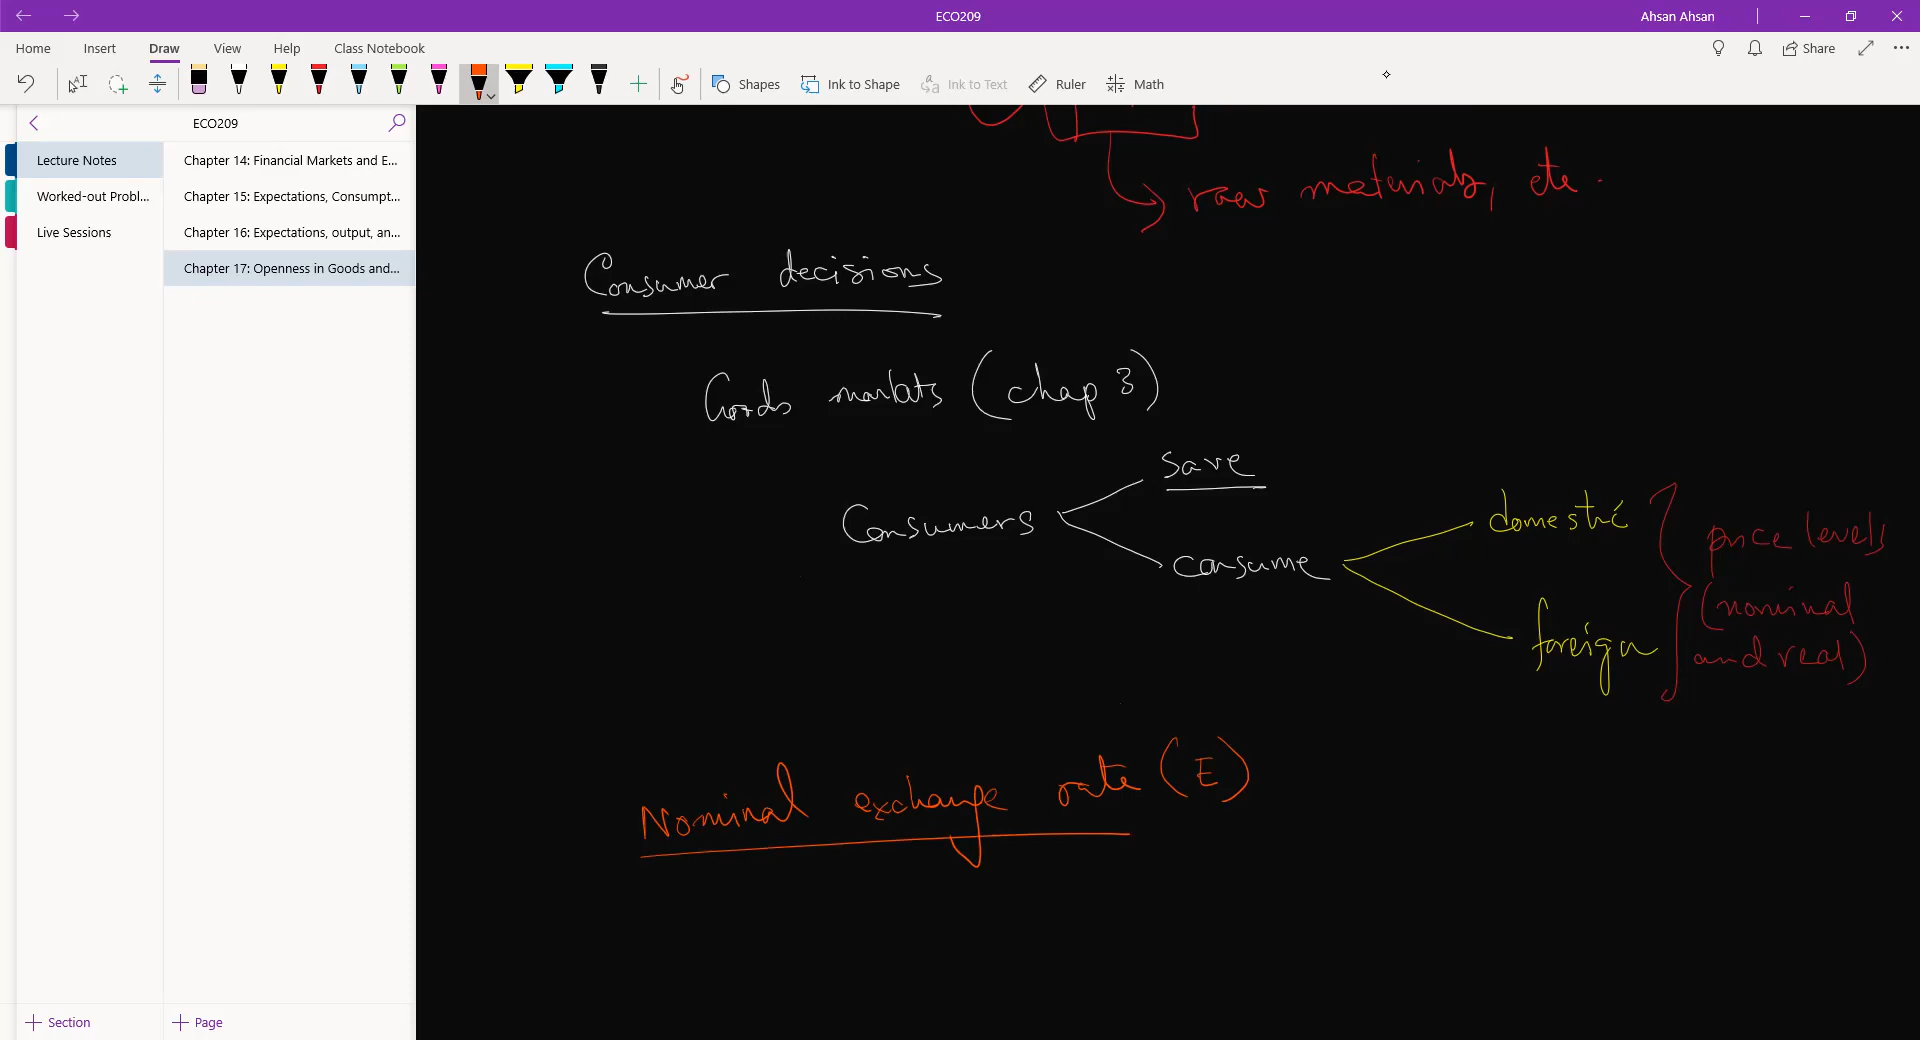 ECO209
Ahsan Ahsan
Home Insert Draw View Help Class Notebook
Share
Shapes Ink to Shape Ink to Text Ruler Math
ECO209
Lecture Notes
Worked-out Probl...
Live Sessions
Chapter 14: Financial Markets and E...
Chapter 15: Expectations, Consumpt...
Chapter 16: Expectations, output, an...
Chapter 17: Openness in Goods and...
raw materials, etc.
Consumer decisions
Goods markets (chap 3)
save
Consumers
consume
domestic
foreign
price levels
(nominal
and real)
Nominal exchange rate (E)
Section
Page